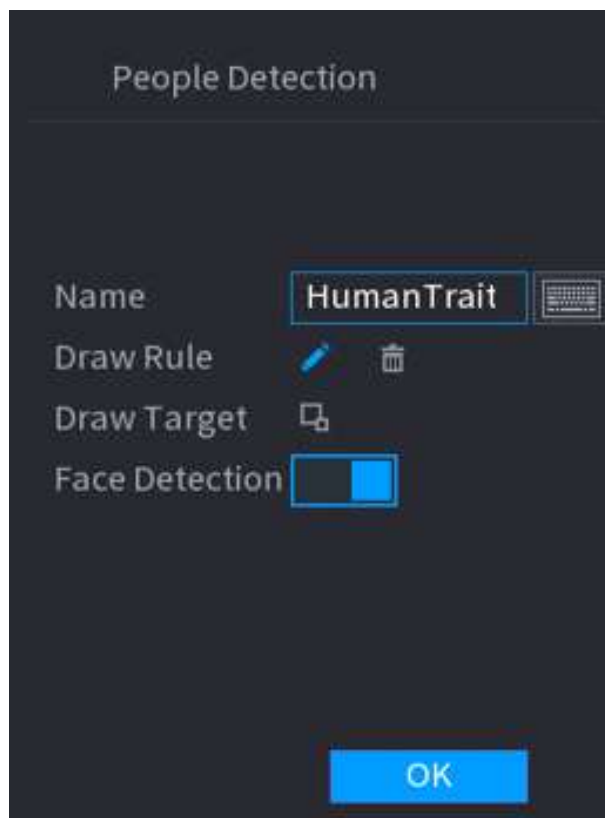 People Detection
Name HumanTrait
Draw Rule
Draw Target
Face Detection
OK